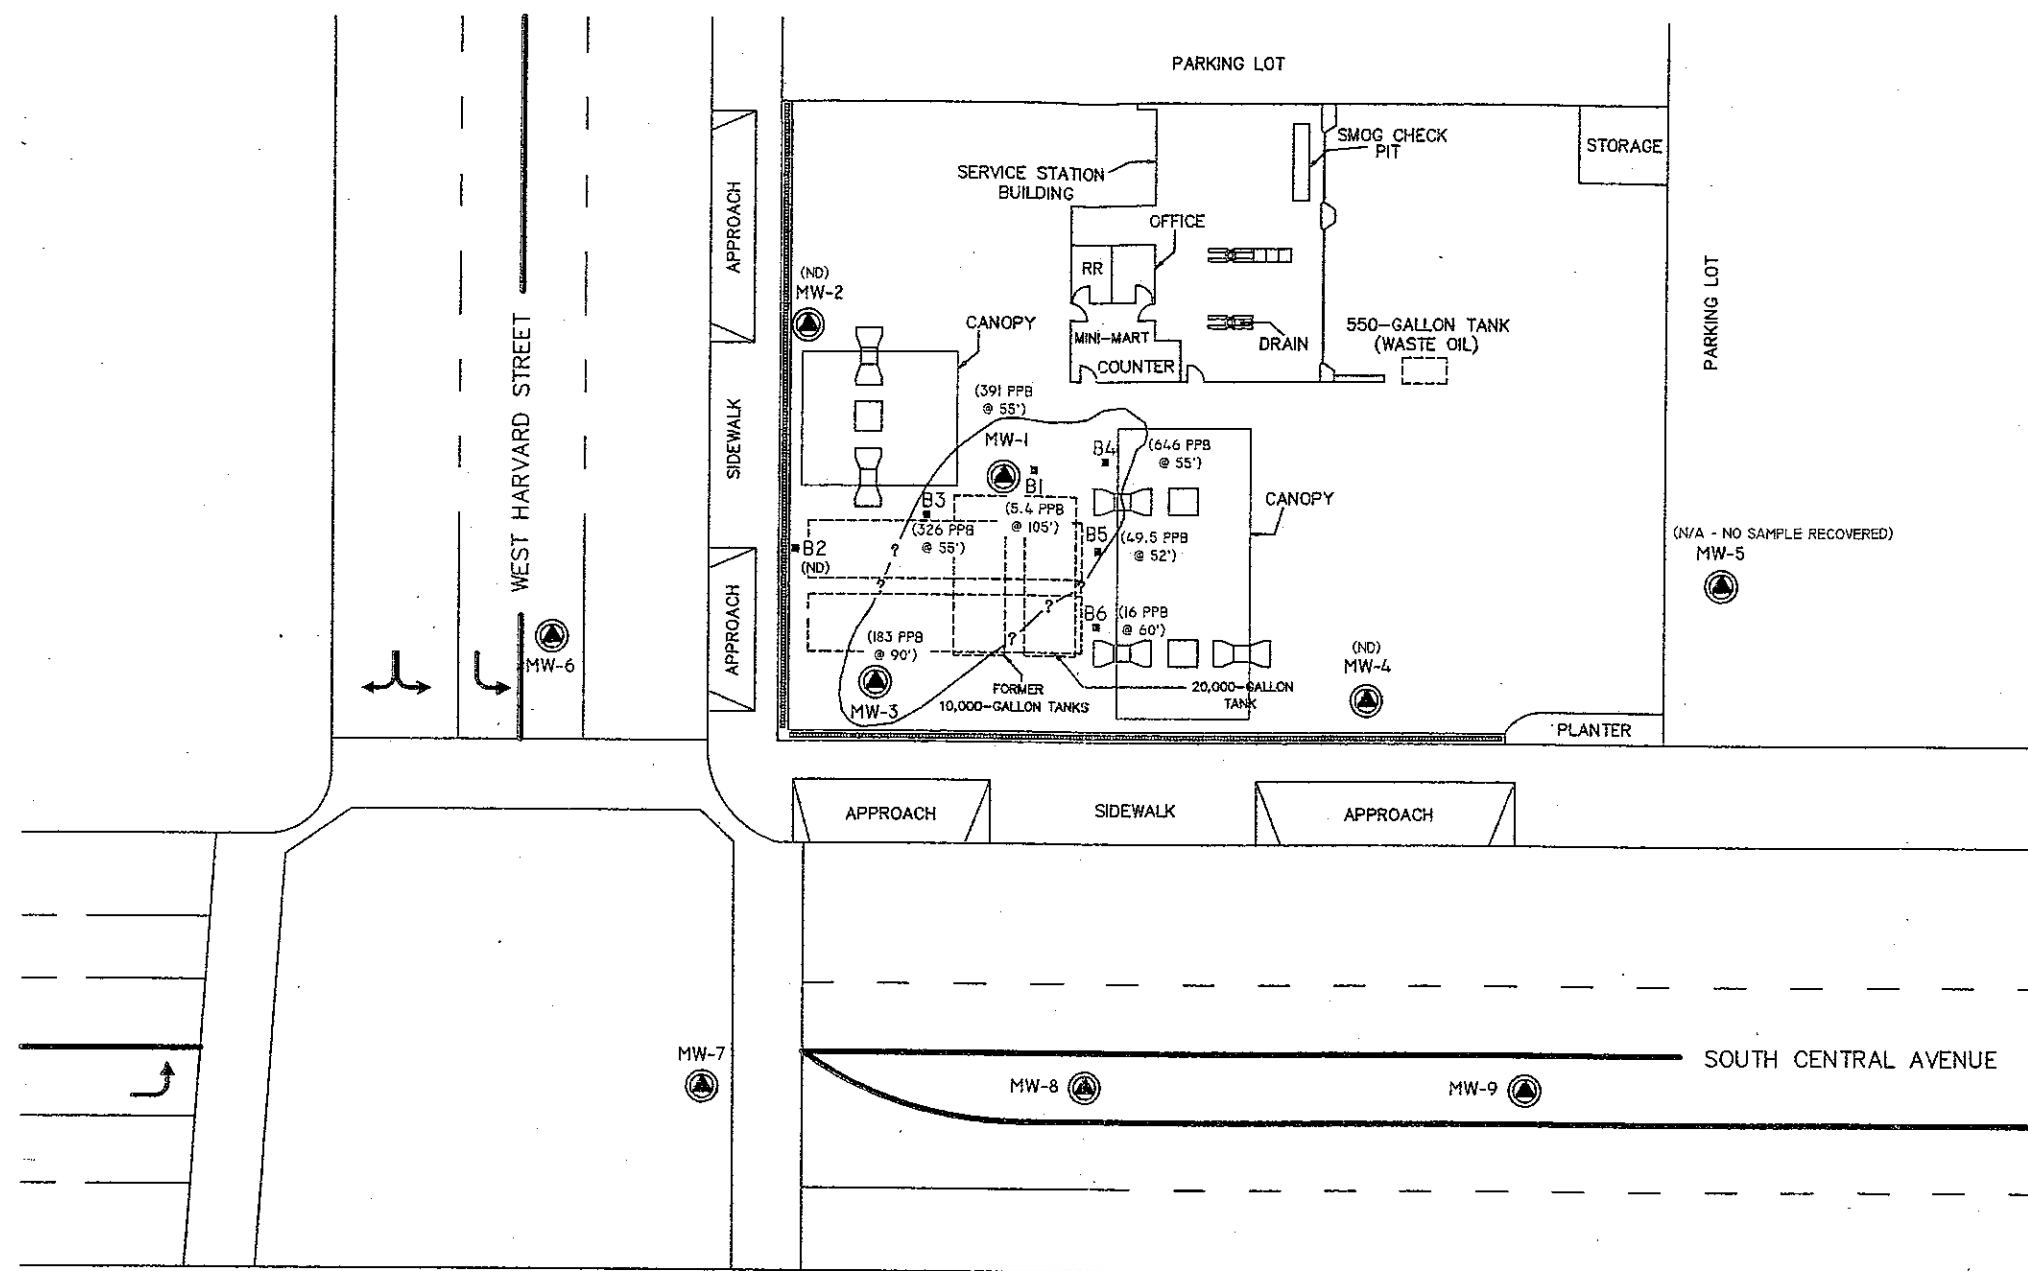 PARKING LOT
SMOG CHECK
PIT
STORAGE
SERVICE STATION
BUILDING
OFFICE
APPROACH
RR
(ND)
MW-2
CANOPY
MINI-MART
COUNTER
DRAIN
550-GALLON TANK
(WASTE OIL)
PARKING LOT
WEST HARVARD STREET
SIDEWALK
(391 PPB
@ 55')
MW-1
B4
(646 PPB
@ 55')
B1
(5.4 PPB
@ 105')
CANOPY
B3
(326 PPB
@ 55')
B2
(ND)
B5
(49.5 PPB
@ 52')
?
?
?
?
?
(N/A - NO SAMPLE RECOVERED)
MW-5
APPROACH
B6
(16 PPB
@ 60')
(183 PPB
@ 90')
MW-6
(ND)
MW-4
MW-3
FORMER
10,000-GALLON TANKS
20,000-GALLON
TANK
PLANTER
APPROACH
SIDEWALK
APPROACH
MW-7
MW-8
MW-9
SOUTH CENTRAL AVENUE